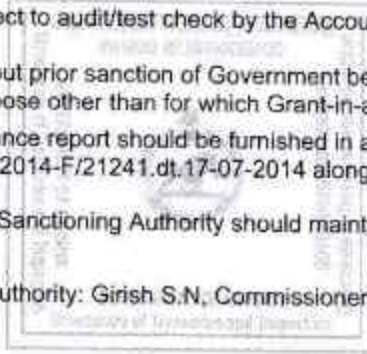 ect to audit/test check by the Accou
out prior sanction of Government be
ose other than for which Grant-in-a
nce report should be furnished in a
2014-F/21241.dt.17-07-2014 along
Sanctioning Authority should maint
uthority: Girish S.N, Commissioner